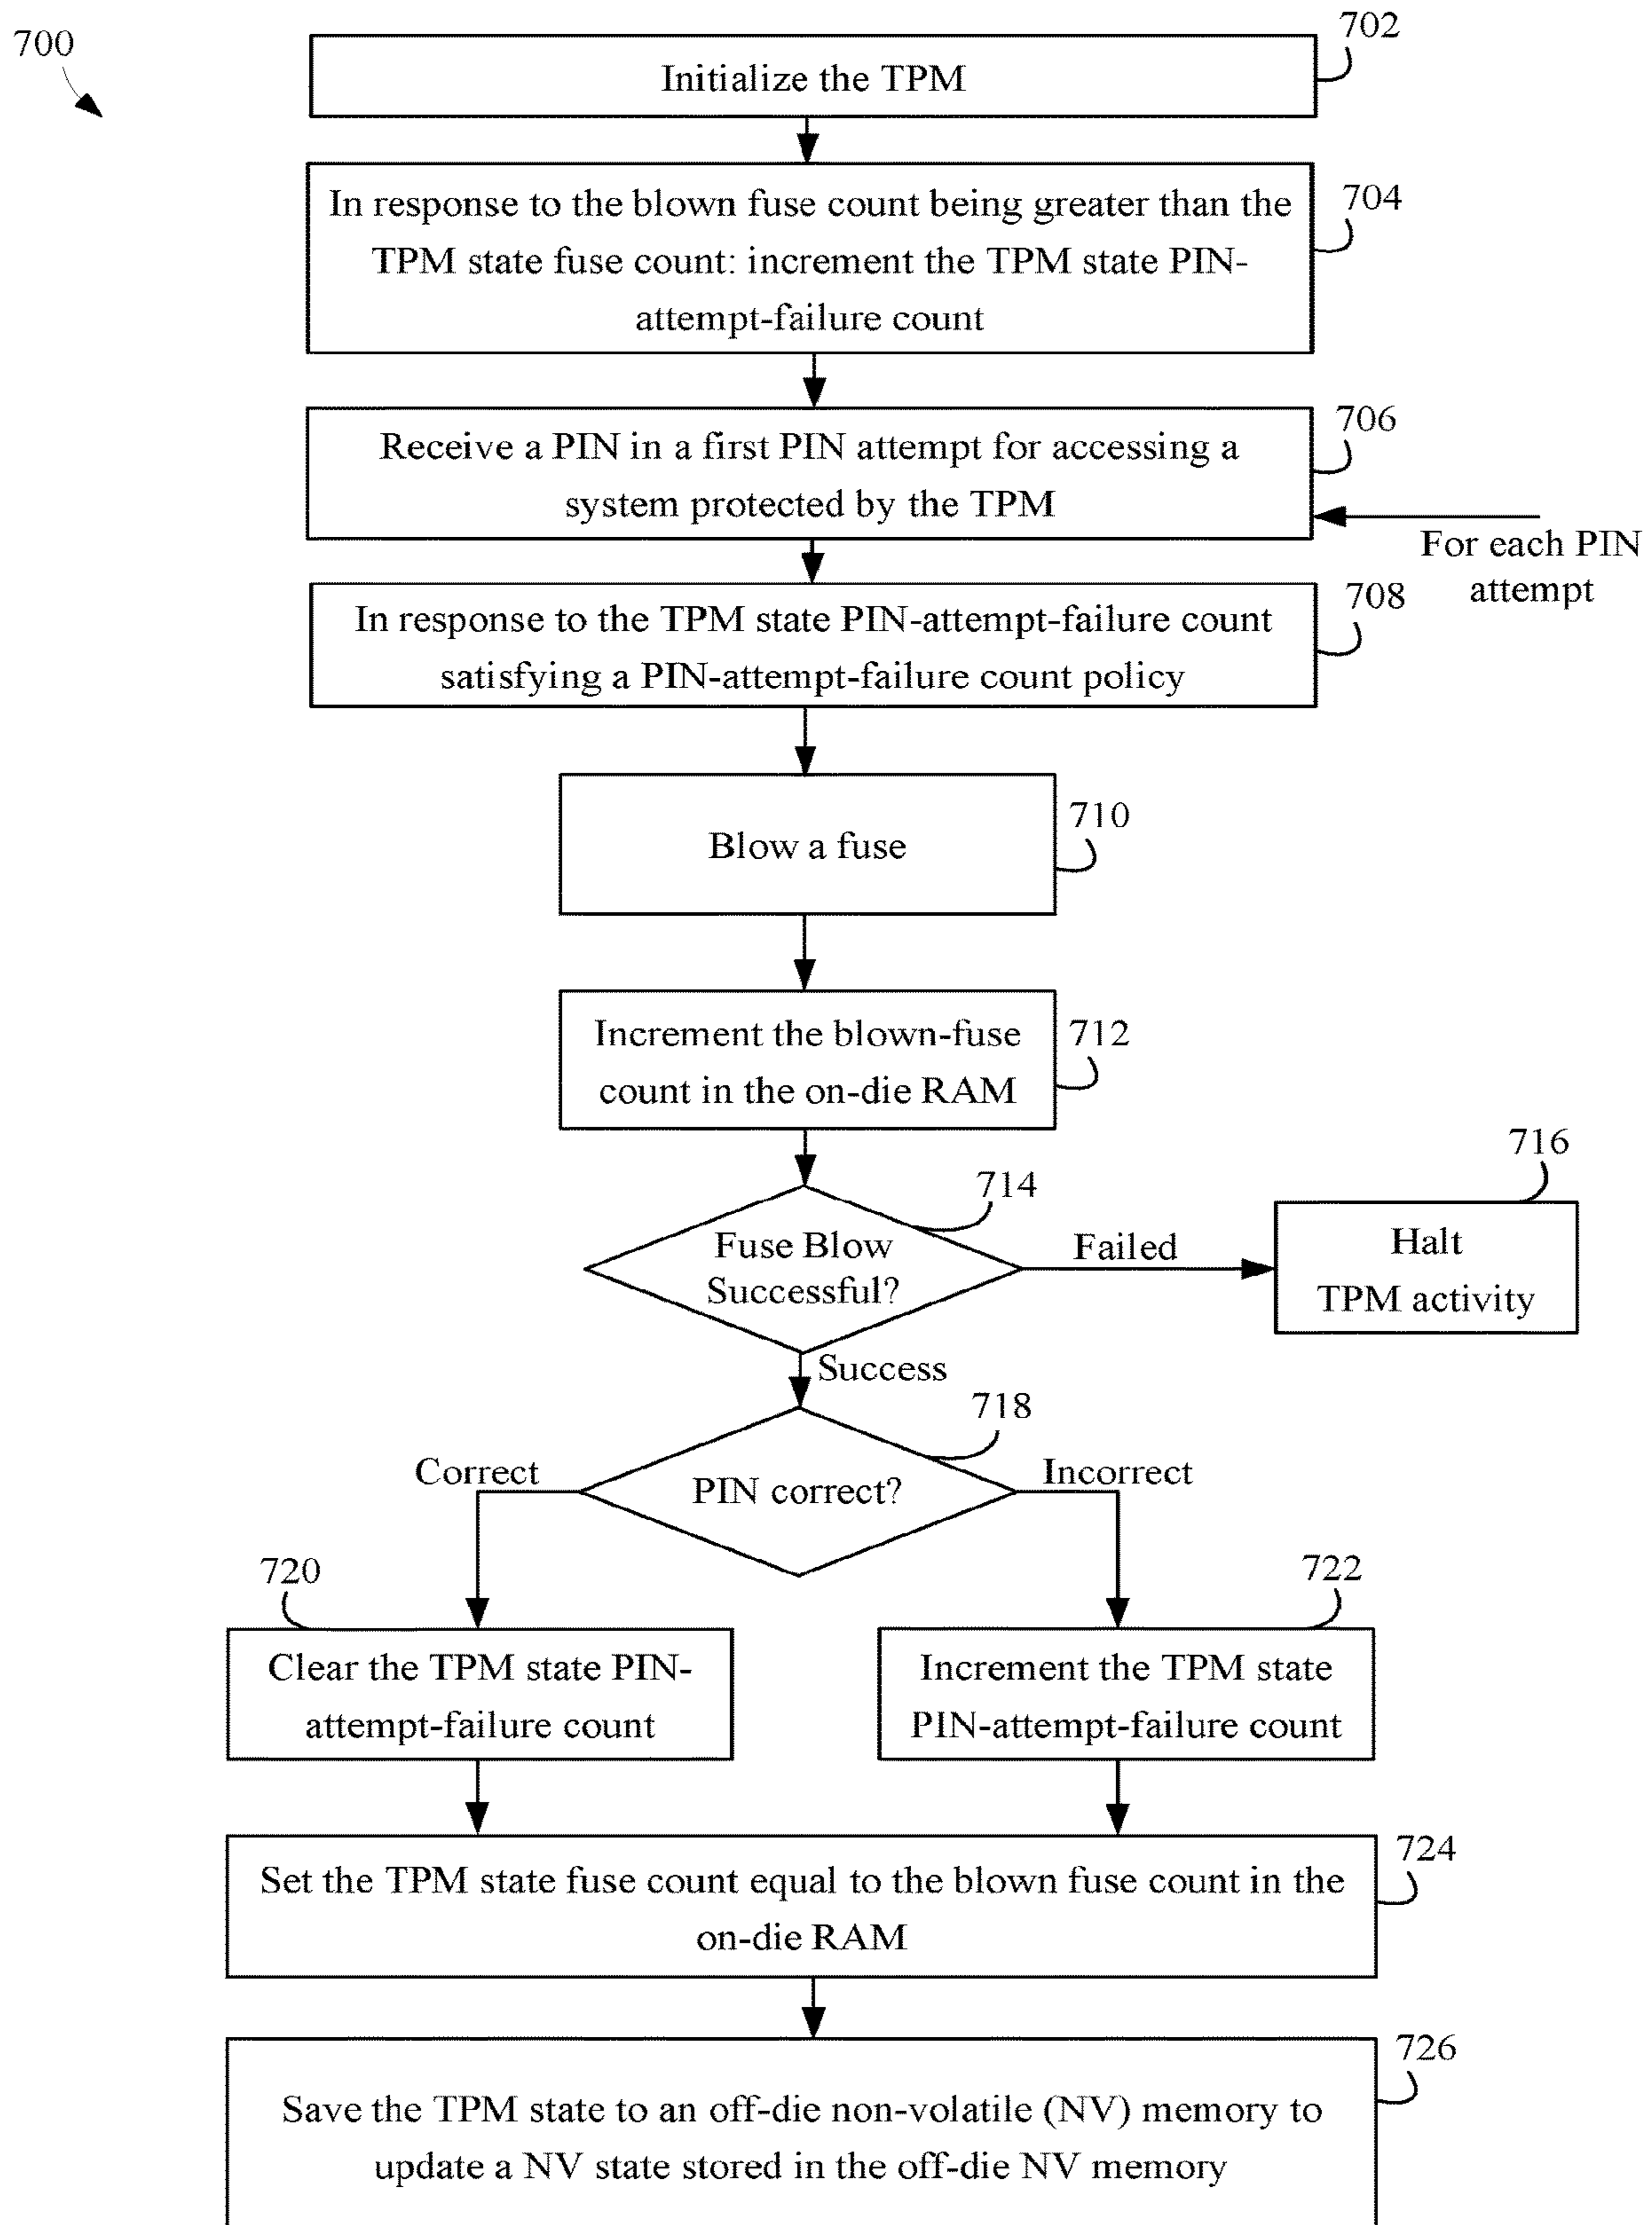 700
702
Initialize the TPM
704
In response to the blown fuse count being greater than the
TPM state fuse count: increment the TPM state PIN-
attempt-failure count
706
Receive a PIN in a first PIN attempt for accessing a
system protected by the TPM
For each PIN
attempt
708
In response to the TPM state PIN-attempt-failure count
satisfying a PIN-attempt-failure count policy
710
Blow a fuse
712
Increment the blown-fuse
count in the on-die RAM
714
716
Fuse Blow
Successful?
Failed
Halt
TPM activity
Success
718
Correct
PIN correct?
Incorrect
720
722
Clear the TPM state PIN-
attempt-failure count
Increment the TPM state
PIN-attempt-failure count
724
Set the TPM state fuse count equal to the blown fuse count in the
on-die RAM
726
Save the TPM state to an off-die non-volatile (NV) memory to
update a NV state stored in the off-die NV memory